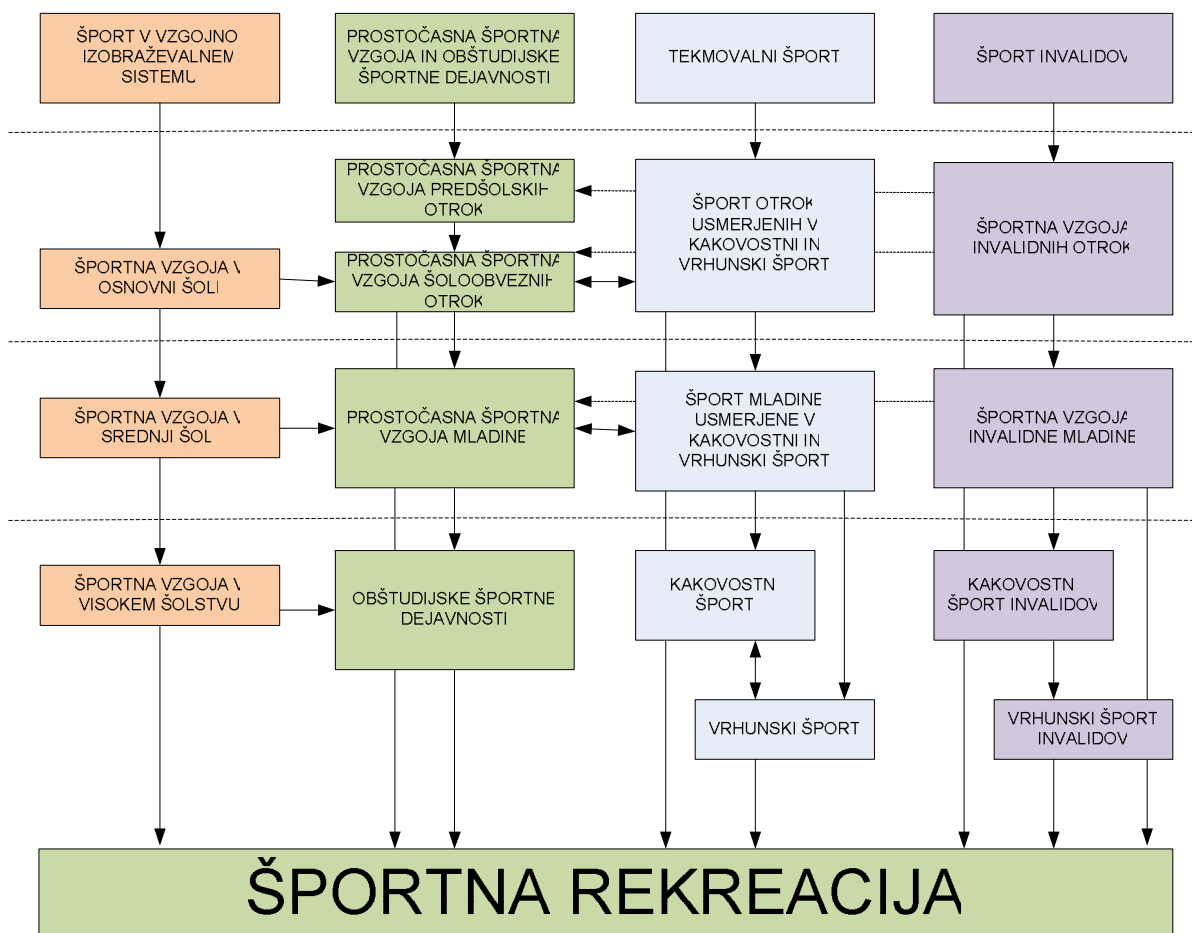 ŠPORT V VZGOJNO
IZOBRAŽEVALNEM
SISTEMU
PROSTOČASNA ŠPORTNA
VZGOJA IN OBŠTUDIJSKE
ŠPORTNE DEJAVNOSTI
TEKMOVALNI ŠPORT
ŠPORT INVALIDOV
PROSTOČASNA ŠPORTNA
VZGOJA PREDŠOLSKIH
OTROK
ŠPORT OTROK
USMERJENIH V
KAKOVOSTNI IN
VRHUNSKI ŠPORT
ŠPORTNA VZGOJA
INVALIDNIH OTROK
ŠPORTNA VZGOJA V
OSNOVNI ŠOLI
PROSTOČASNA ŠPORTNA
VZGOJA ŠOLOOBVEZNIH
OTROK
ŠPORTNA VZGOJA V
SREDNJI ŠOL
PROSTOČASNA ŠPORTNA
VZGOJA MLADINE
ŠPORT MLADINE
USMERJENE V
KAKOVOSTNI IN
VRHUNSKI ŠPORT
ŠPORTNA VZGOJA
INVALIDNE MLADINE
ŠPORTNA VZGOJA V
VISOKEM ŠOLSTVU
OBŠTUDIJSKE ŠPORTNE
DEJAVNOSTI
KAKOVOSTN
ŠPORT
KAKOVOSTN
ŠPORT INVALIDOV
VRHUNSKI ŠPORT
VRHUNSKI ŠPORT
INVALIDOV
ŠPORTNA REKREACIJA